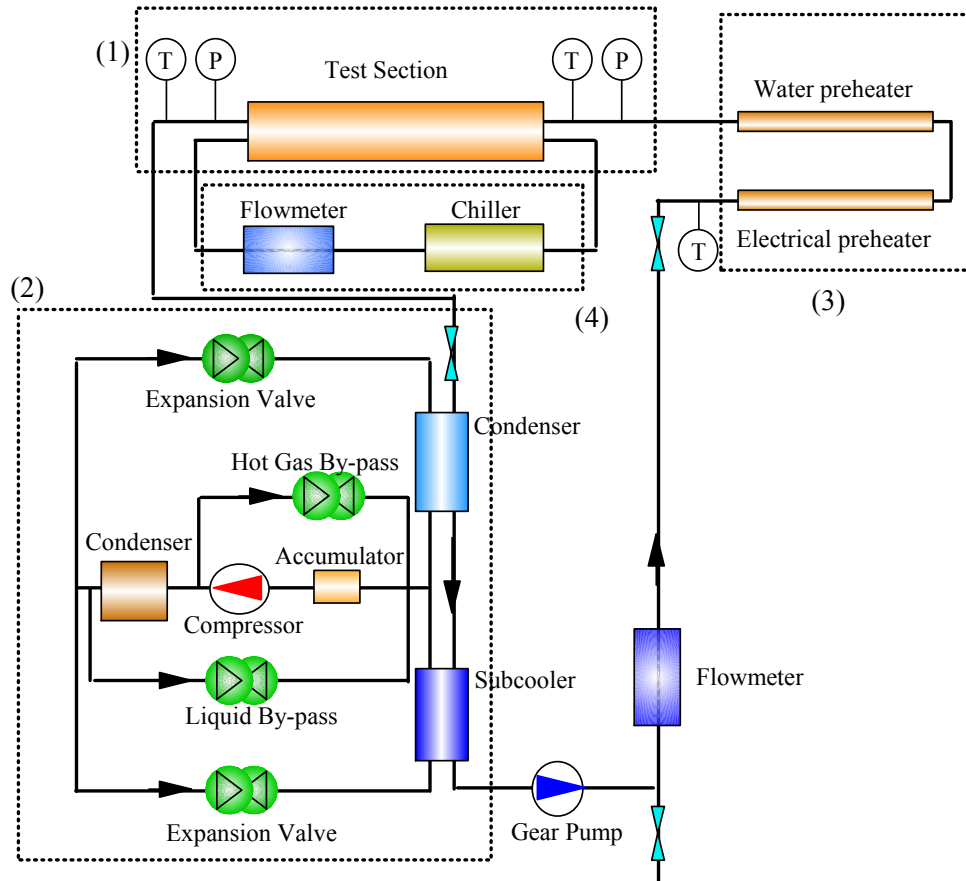 (1)
T
P
Test Section
T
P
Water preheater
Flowmeter
Chiller
T
Electrical preheater
(2)
(4)
(3)
Expansion Valve
Condenser
Hot Gas By-pass
Condenser
Accumulator
Compressor
Subcooler
Flowmeter
Liquid By-pass
Expansion Valve
Gear Pump